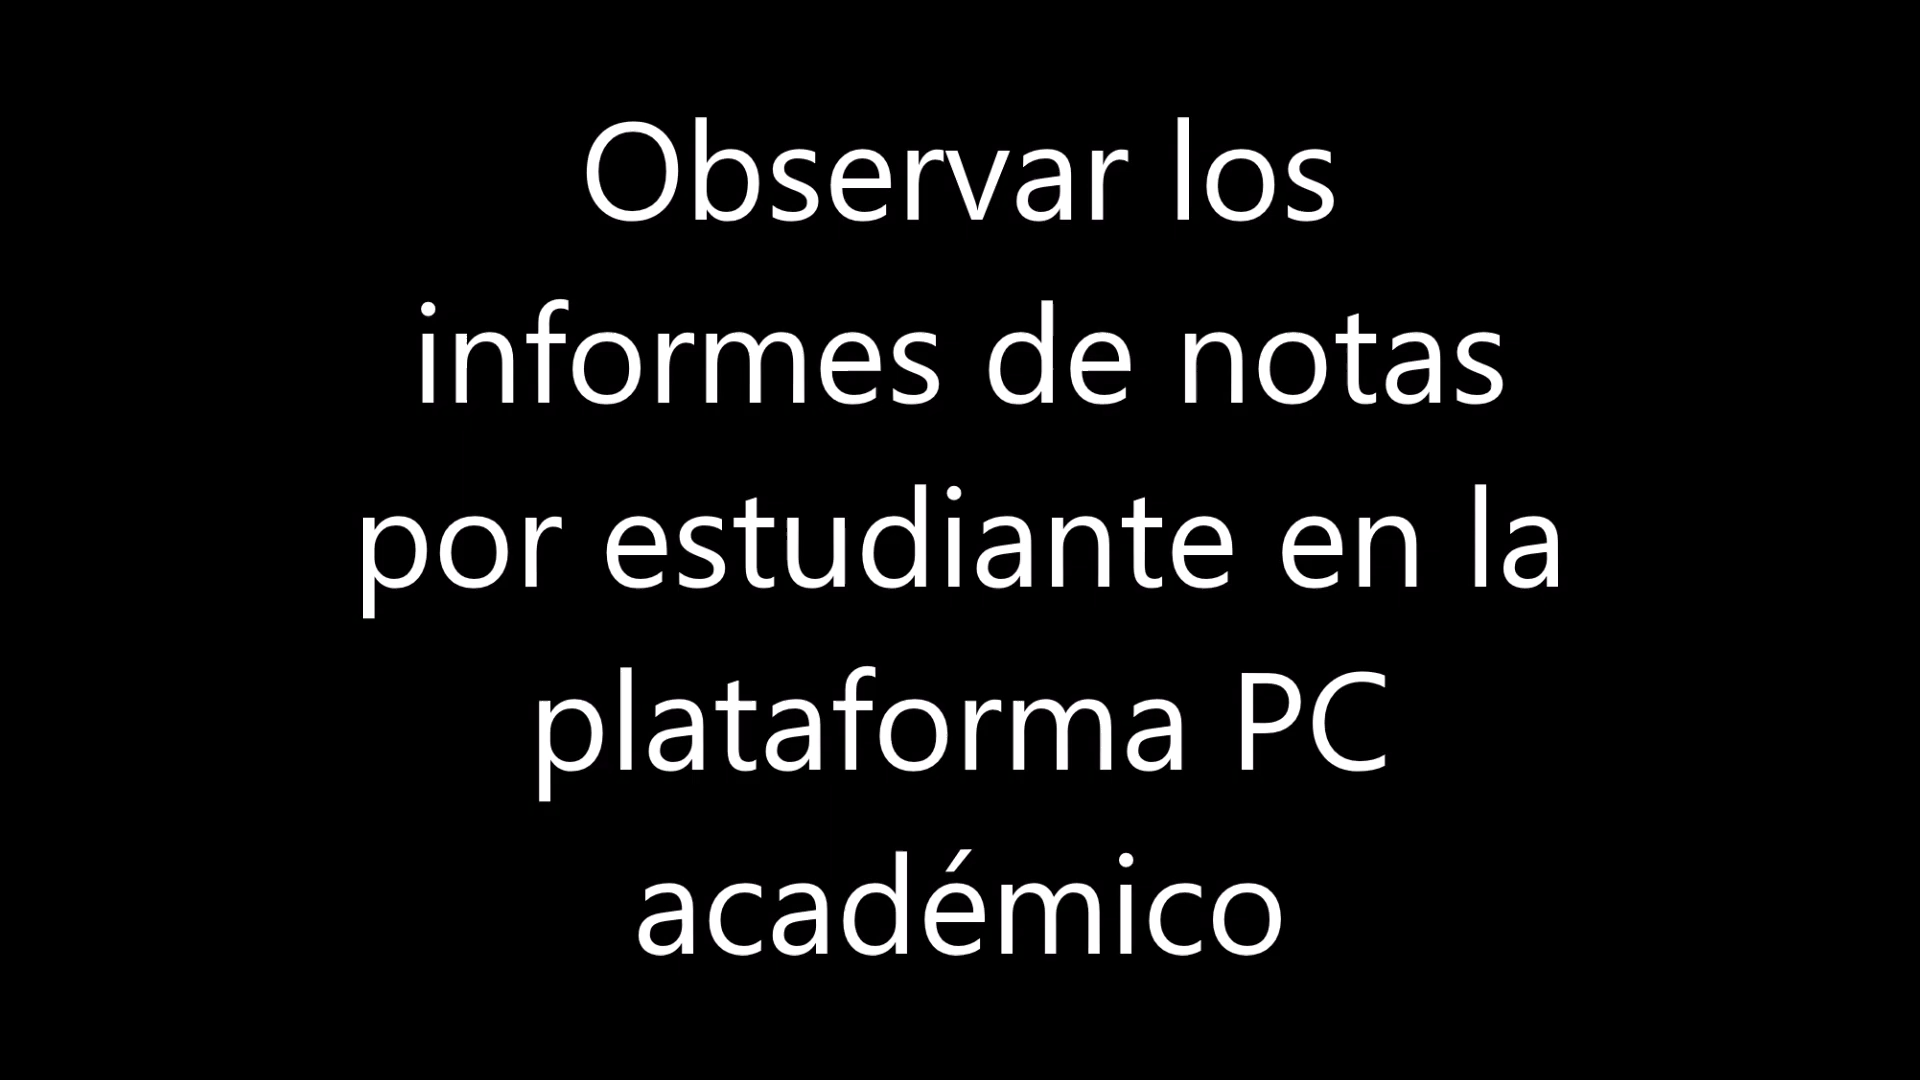 Observar los
informes de notas
por estudiante en la
plataforma PC
académico